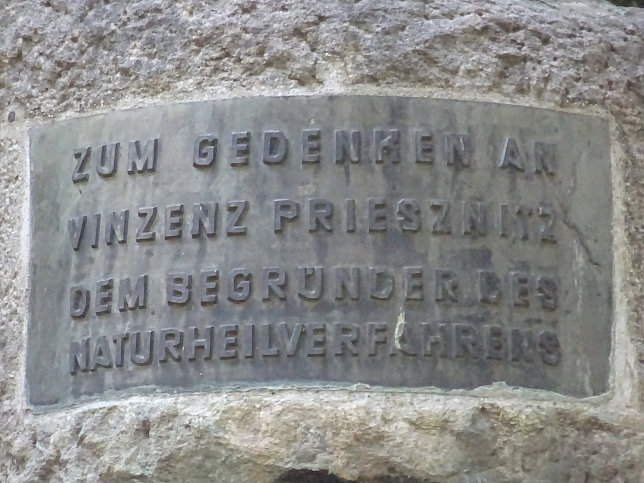 ZUM GEDENKEN AN
VINZENZ PRIESZNITZ
DEM BEGRÜNDER DES
NATURHEILVERFAHRENS